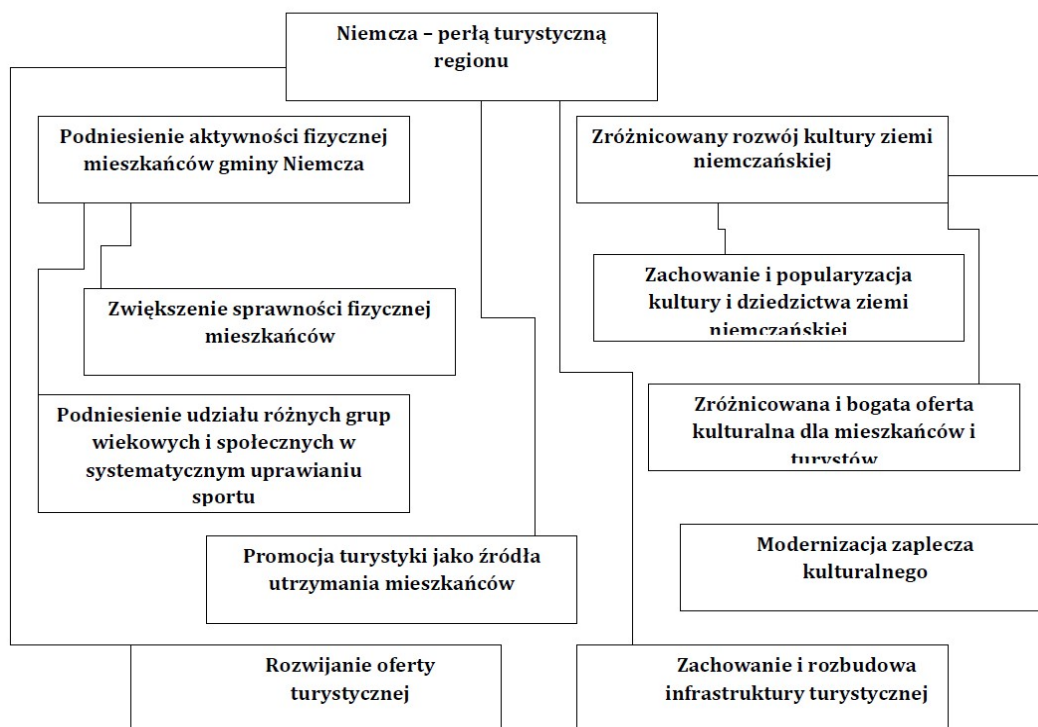 Niemcza – perłą turystyczną
regionu
Podniesienie aktywności fizycznej
mieszkańców gminy Niemcza
Zróżnicowany rozwój kultury ziemi
niemczańskiej
Zachowanie i popularyzacja
kultury i dziedzictwa ziemi
niemczańskiej
Zwiększenie sprawności fizycznej
mieszkańców
Podniesienie udziału różnych grup
wiekowych i społecznych w
systematycznym uprawianiu
sportu
Zróżnicowana i bogata oferta
kulturalna dla mieszkańców i
turystów
Promocja turystyki jako źródła
utrzymania mieszkańców
Modernizacja zaplecza
kulturalnego
Rozwijanie oferty
turystycznej
Zachowanie i rozbudowa
infrastruktury turystycznej